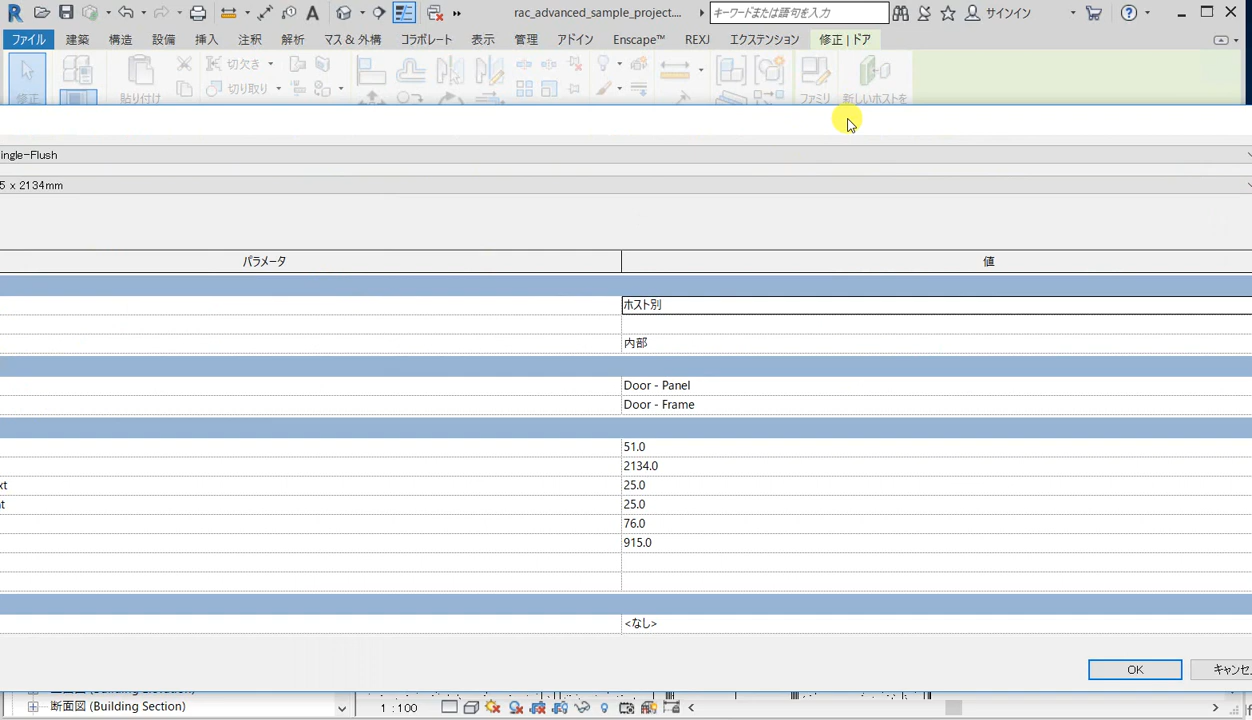 rac_advanced_sample_project....
キーワードまたは語句を入力
サインイン
ファイル 建築 構造 設備 挿入 注釈 解析 マス & 外構 コラボレート 表示 管理 アドイン Enscape™ REXJ エクステンション 修正 | ドア
切欠き
切り取り
修正 貼り付け ファミリ 新しいホストを
ingle-Flush
5 x 2134mm
パラメータ 値
ホスト別
内部
Door - Panel
Door - Frame
51.0
2134.0
xt 25.0
t 25.0
76.0
915.0
<なし>
OK キャンセ
断面図 (Building Section) 1 : 100